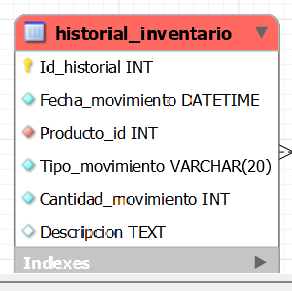 historial_inventario
Id_historial INT
Fecha_movimiento DATETIME
Producto_id INT
Tipo_movimiento VARCHAR(20)
Cantidad_movimiento INT
Descripcion TEXT
Indexes